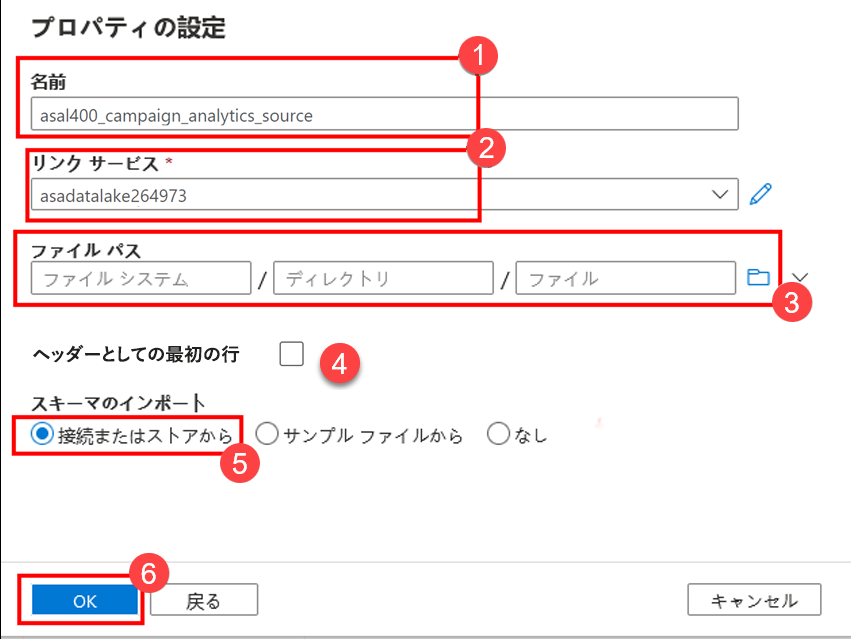 プロパティの設定
1
名前
asal400_campaign_analytics_source
2
リンク サービス *
asadatalake264973
ファイル パス
ファイル システム / ディレクトリ / ファイル
3
ヘッダーとしての最初の行
4
スキーマのインポート
接続またはストアから サンプル ファイルから なし
5
6
OK 戻る キャンセル